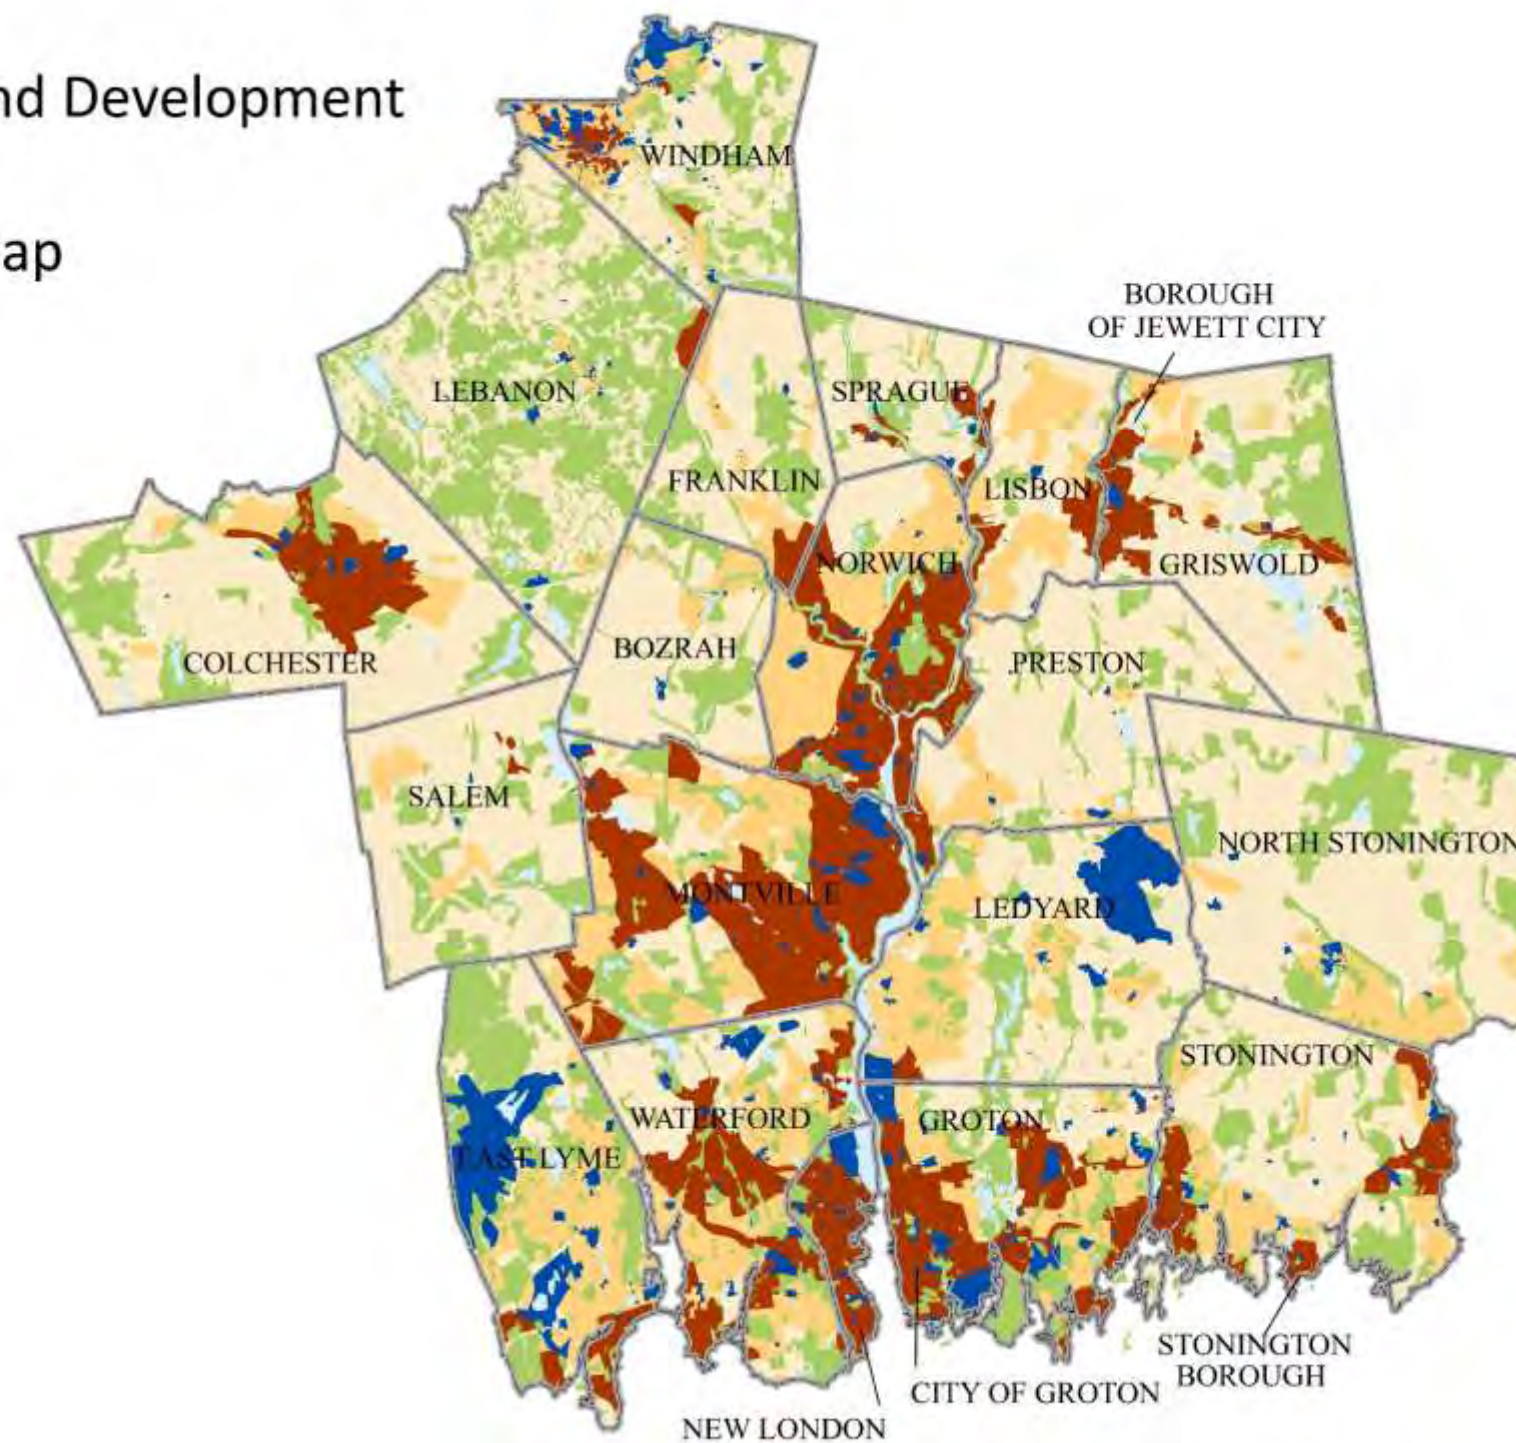 nd Development
ap
WINDHAM
BOROUGH
OF JEWETT CITY
LEBANON
SPRAGUE
FRANKLIN
LISBON
NORWICH
GRISWOLD
BOZRAH
COLCHESTER
PRESTON
SALEM
NORTH STONINGTON
MONTVILLE
LEDYARD
STONINGTON
WATERFORD
GROTON
EAST LYME
STONINGTON
BOROUGH
CITY OF GROTON
NEW LONDON